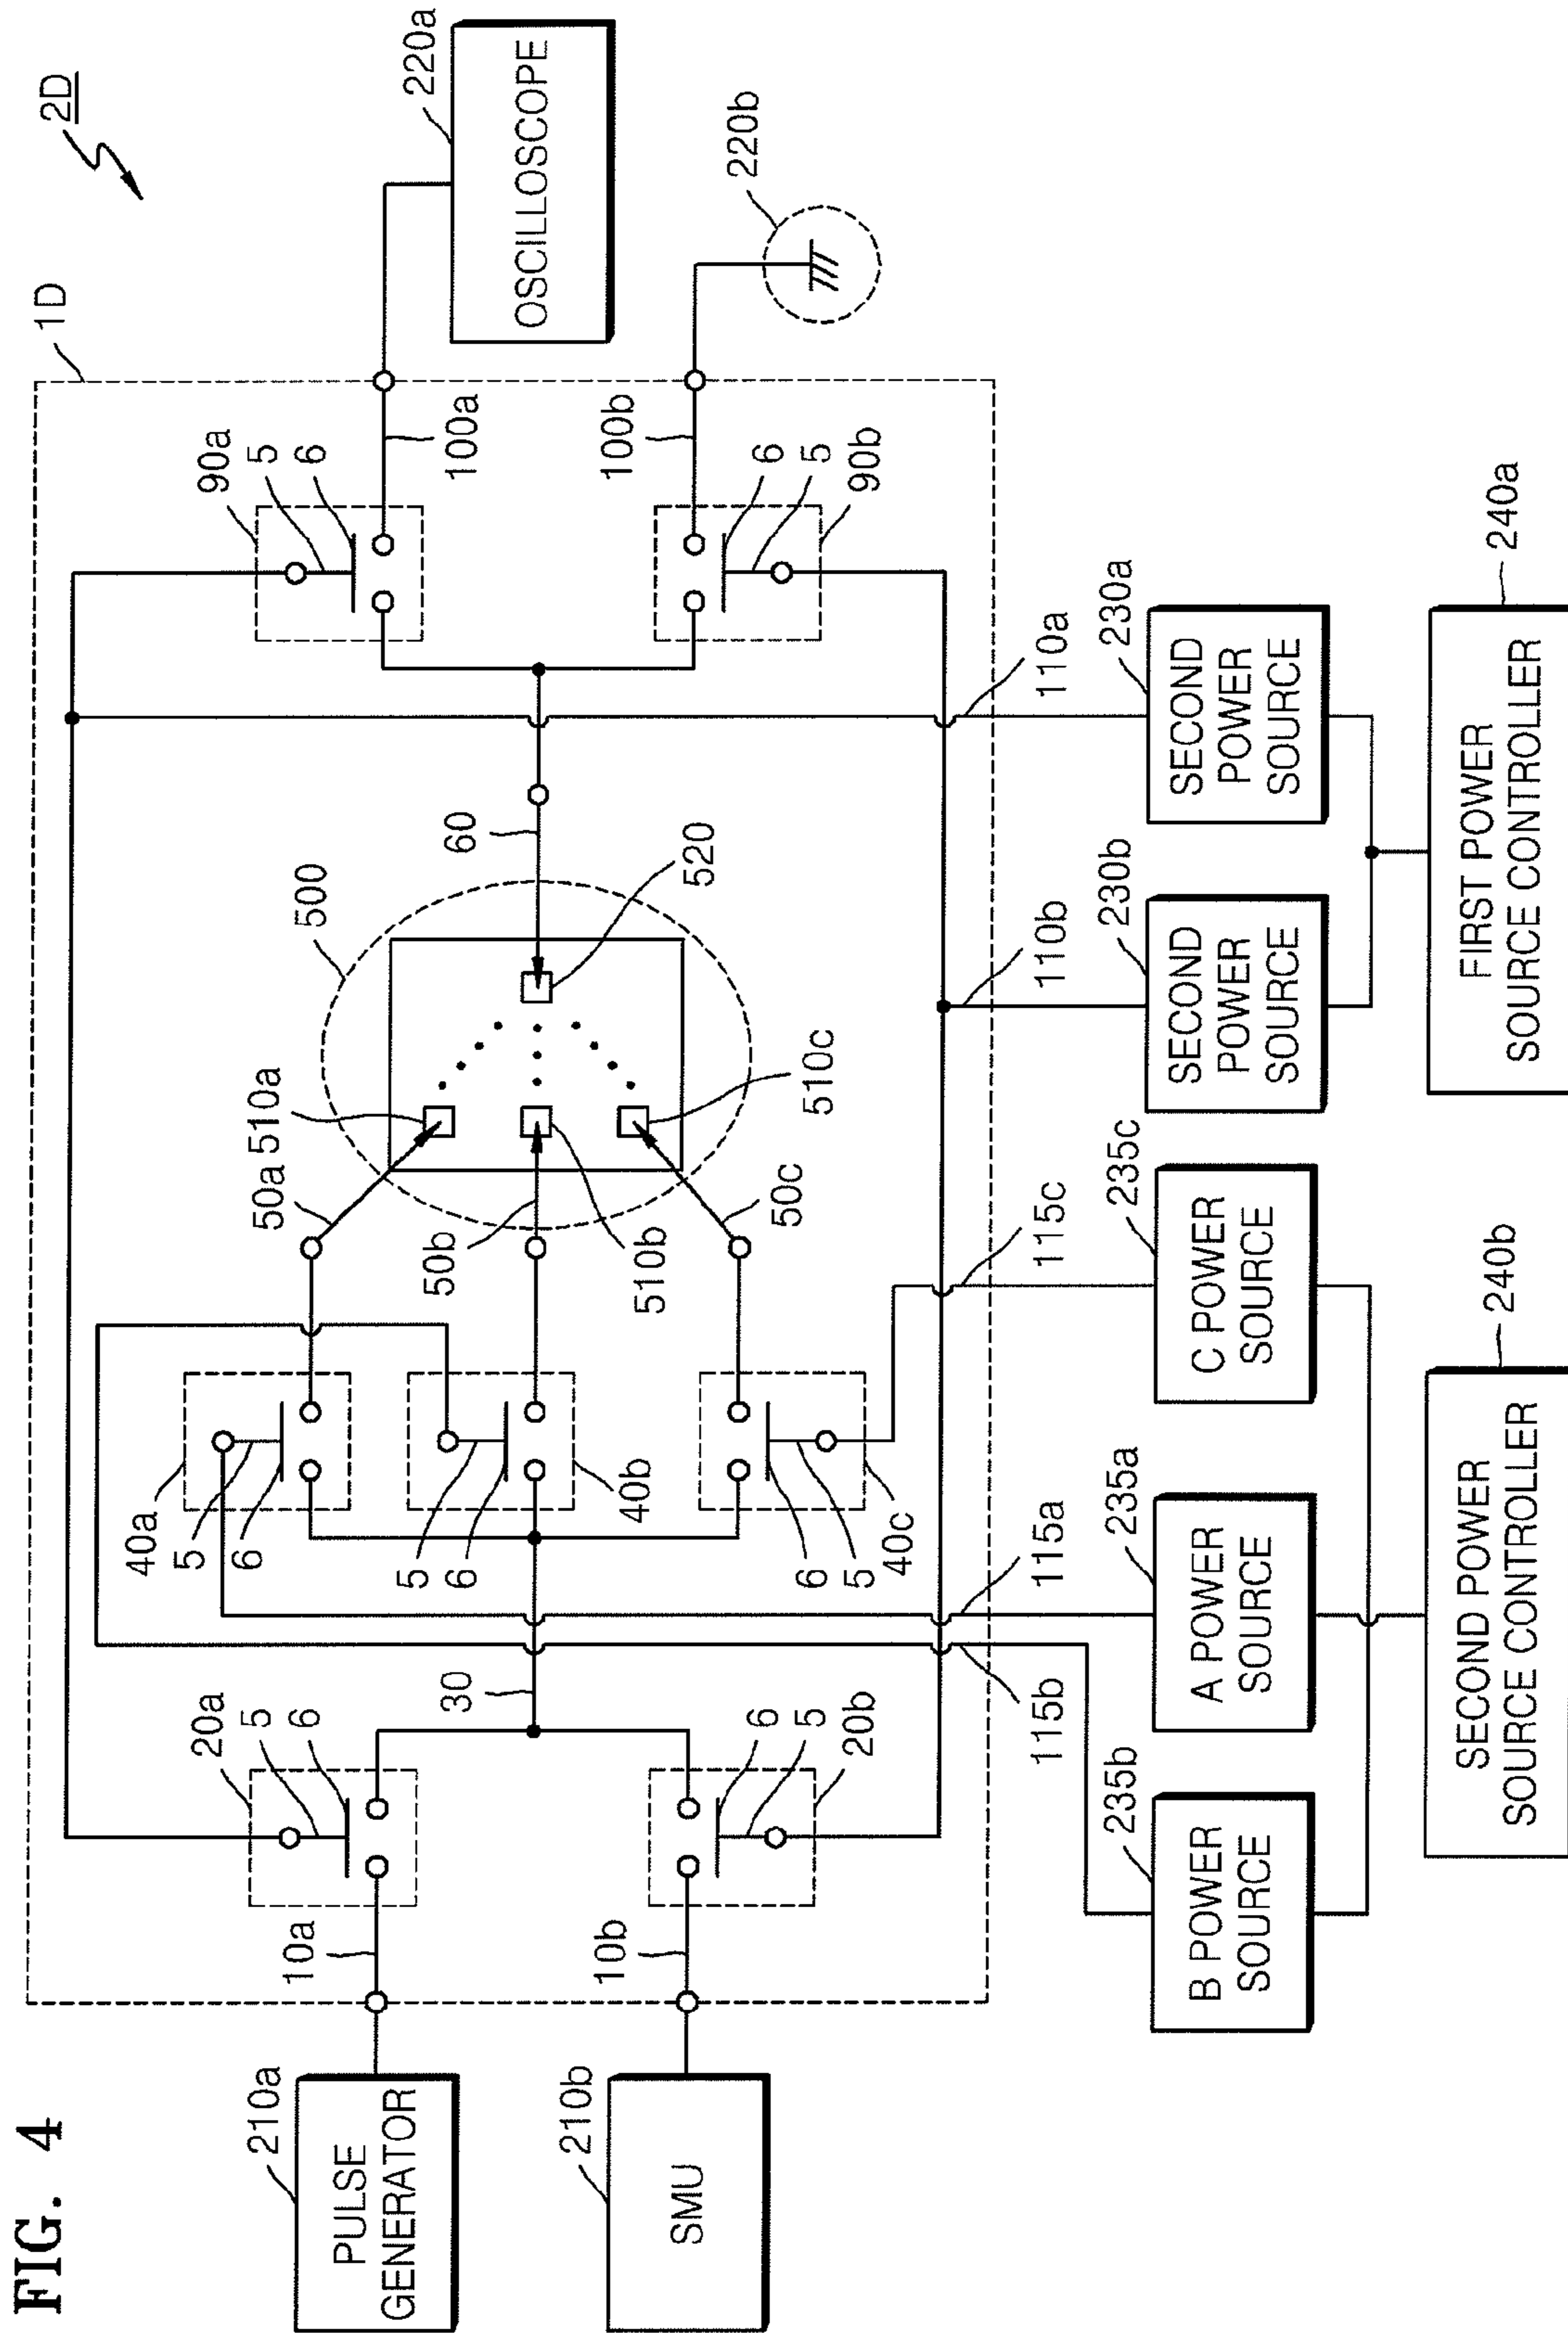 FIG. 4
2D
1D
210a
PULSE
GENERATOR
210b
SMU
10a
10b
20a
5
6
6
5
20b
30
40a
5
6
5
6
40b
6
5
40c
50a
50b
50c
510a
510b
510c
500
520
60
90a
5
6
100a
100b
6
5
90b
220a
OSCILLOSCOPE
220b
115b
115a
115c
110b
110a
235b
B POWER
SOURCE
235a
A POWER
SOURCE
235c
C POWER
SOURCE
230b
SECOND
POWER
SOURCE
230a
SECOND
POWER
SOURCE
240b
SECOND POWER
SOURCE CONTROLLER
240a
FIRST POWER
SOURCE CONTROLLER